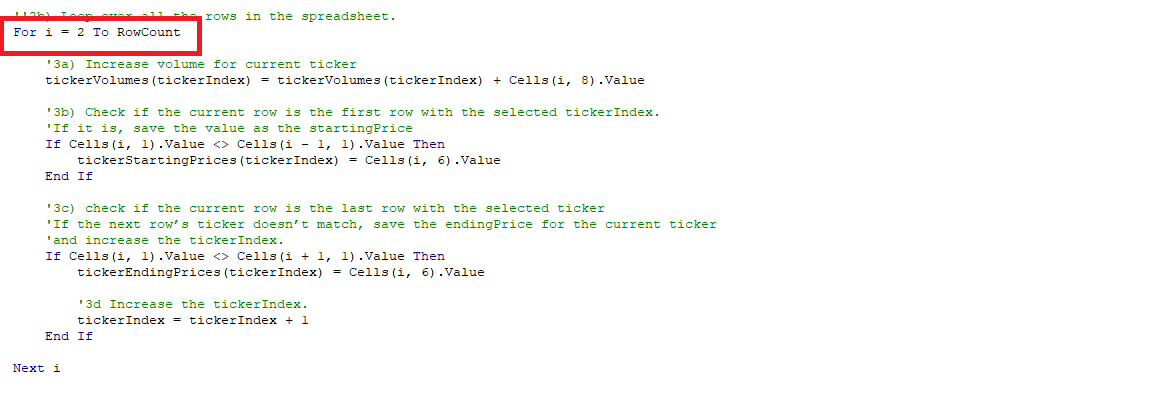 ''2b) Loop over all the rows in the spreadsheet.
For i = 2 To RowCount
'3a) Increase volume for current ticker
tickerVolumes(tickerIndex) = tickerVolumes(tickerIndex) + Cells(i, 8).Value
'3b) Check if the current row is the first row with the selected tickerIndex.
'If it is, save the value as the startingPrice
If Cells(i, 1).Value <> Cells(i - 1, 1).Value Then
tickerStartingPrices(tickerIndex) = Cells(i, 6).Value
End If
'3c) check if the current row is the last row with the selected ticker
'If the next row’s ticker doesn’t match, save the endingPrice for the current ticker
'and increase the tickerIndex.
If Cells(i, 1).Value <> Cells(i + 1, 1).Value Then
tickerEndingPrices(tickerIndex) = Cells(i, 6).Value
'3d Increase the tickerIndex.
tickerIndex = tickerIndex + 1
End If
Next i